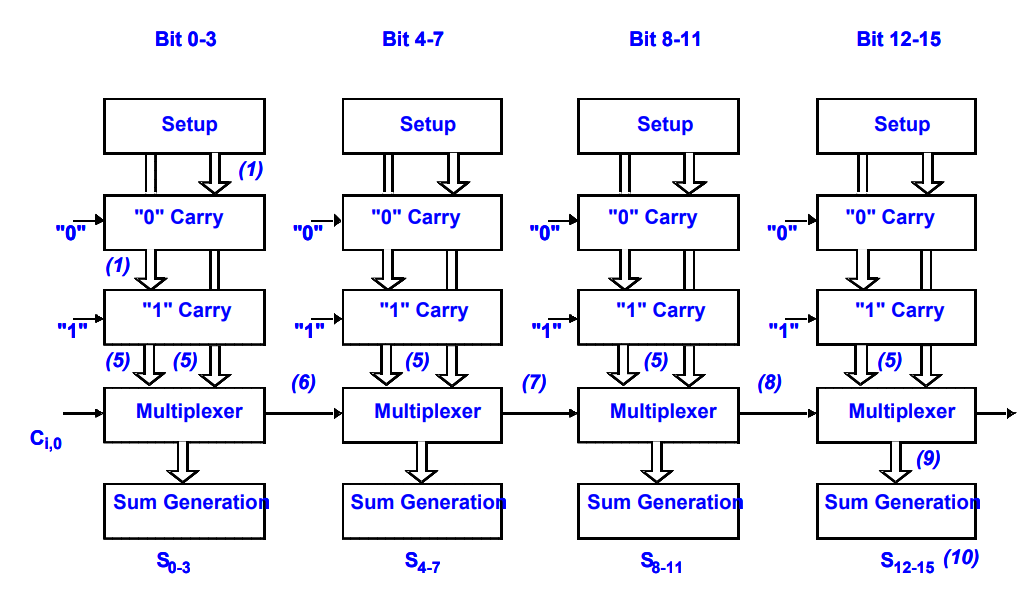 Bit 0-3 Bit 4-7 Bit 8-11 Bit 12-15
Setup Setup Setup Setup
(1)
"0" Carry "0" Carry "0" Carry "0" Carry
"0" "0" "0" "0"
(1)
"1" Carry "1" Carry "1" Carry "1" Carry
"1" "1" "1" "1"
(5) (5) (5) (5) (5)
(6) (7) (8)
Multiplexer Multiplexer Multiplexer Multiplexer
Ci,0
(9)
Sum Generation Sum Generation Sum Generation Sum Generation
S0-3 S4-7 S8-11 S12-15 (10)